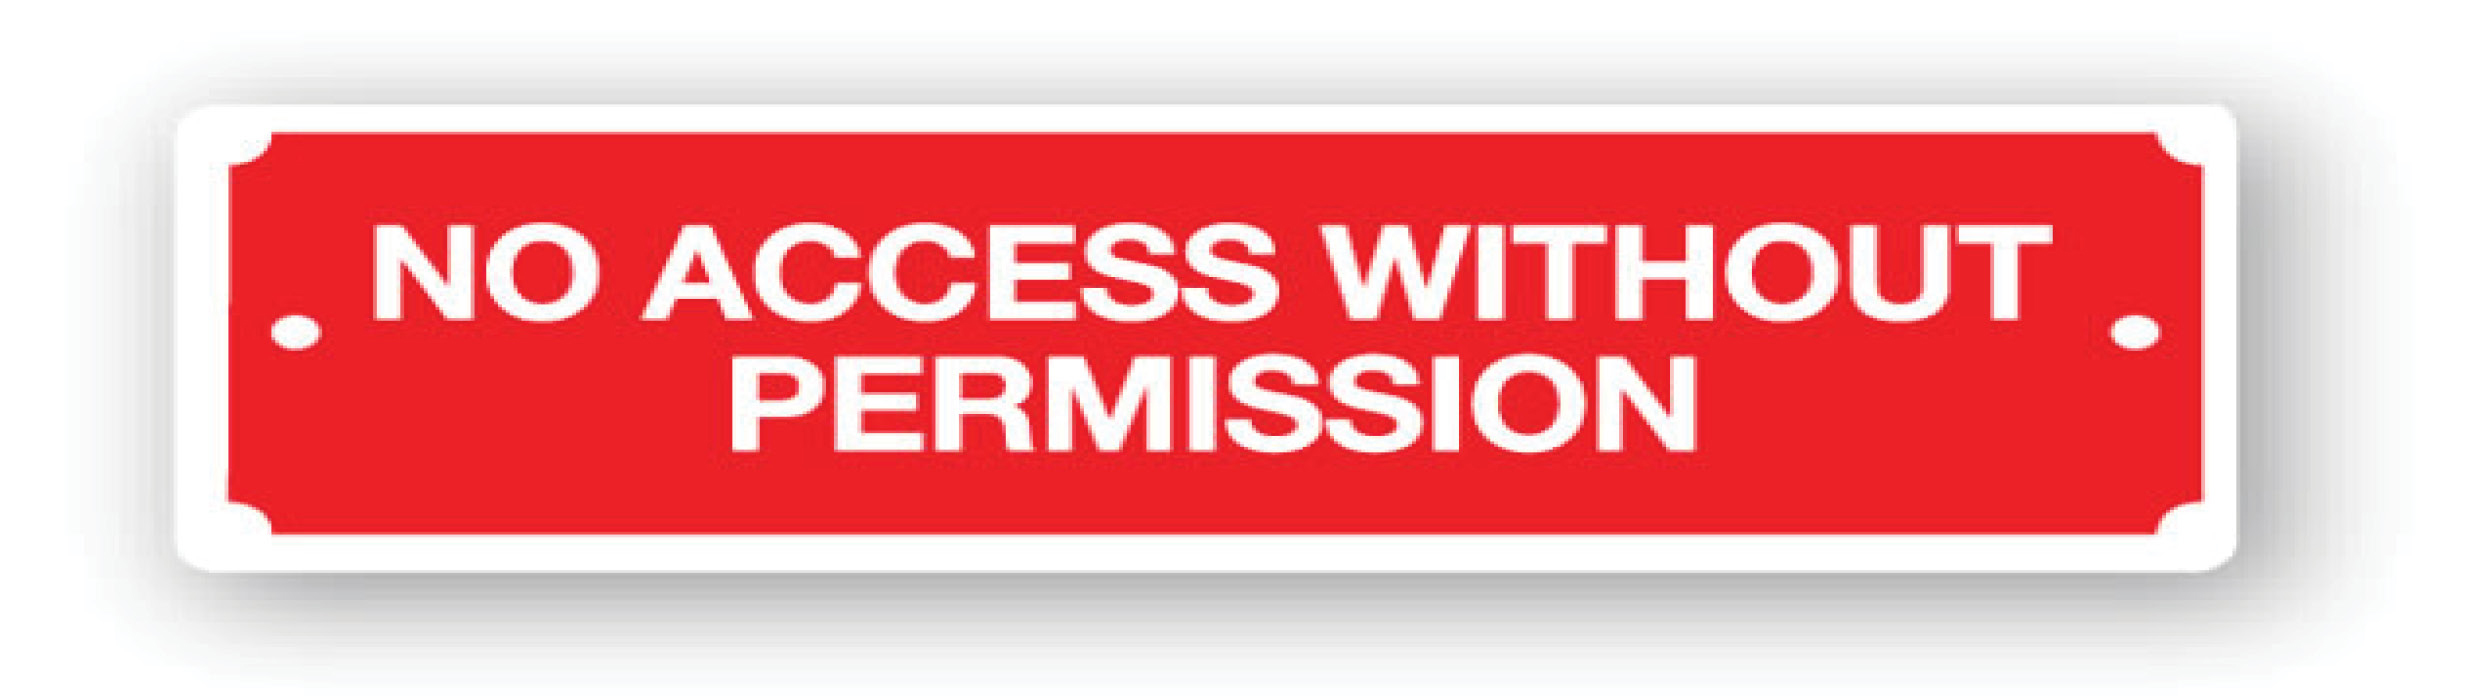 NO ACCESS WITHOUT
PERMISSION